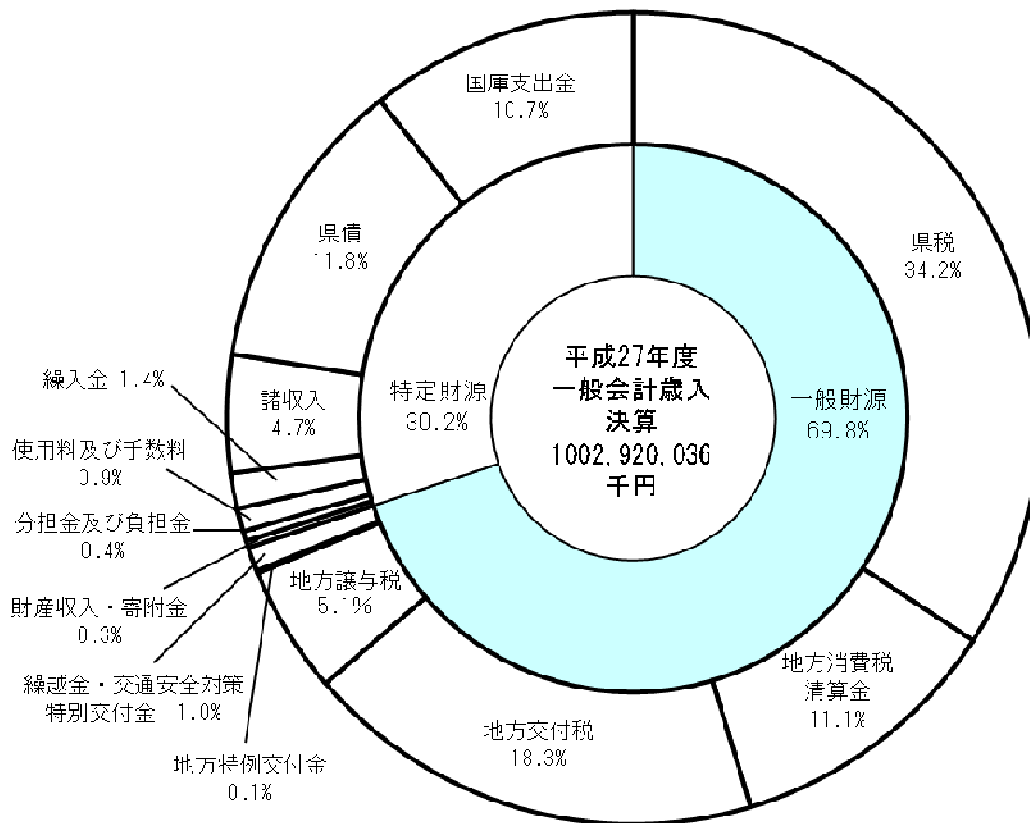 国庫支出金
10.7%
県税
34.2%
県債
11.8%
平成27年度
一般会計歳入
決算
1002,920,036
千円
特定財源
30.2%
一般財源
69.8%
諸収入
4.7%
繰入金 1.4%
使用料及び手数料
0.9%
分担金及び負担金
0.4%
財産収入・寄附金
0.3%
繰越金・交通安全対策
特別交付金 1.0%
地方特例交付金
0.1%
地方譲与税
5.1%
地方交付税
18.3%
地方消費税
清算金
11.1%